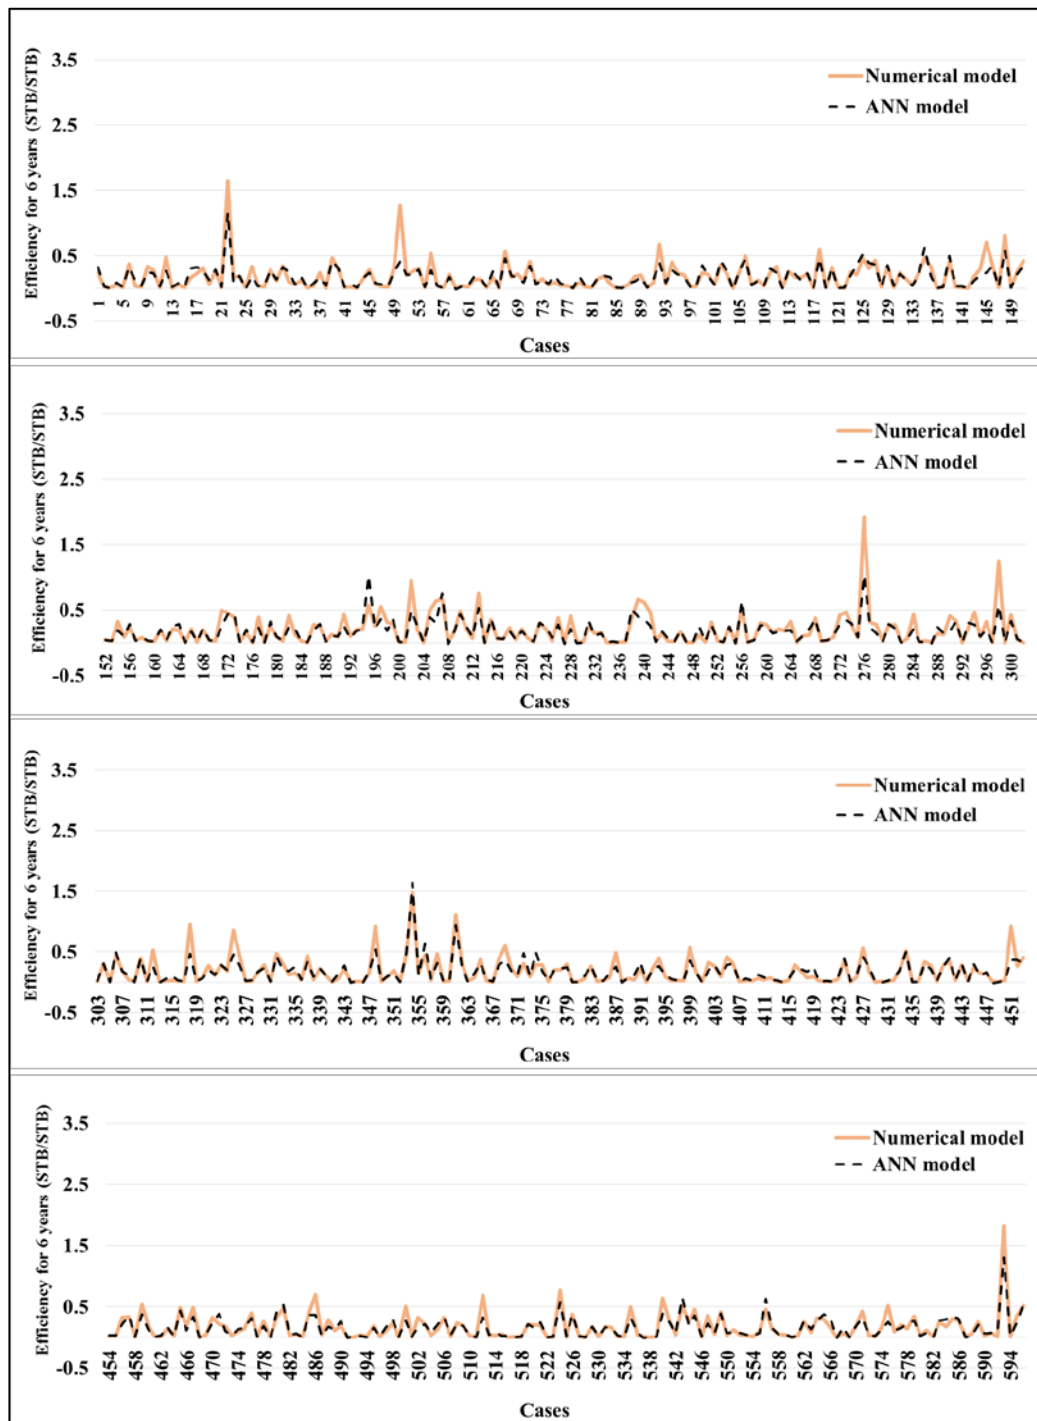 Efficiency for 6 years (STB/STB)
3.5
2.5
1.5
0.5
-0.5
Numerical model
ANN model
1 5 9 13 17 21 25 29 33 37 41 45 49 53 57 61 65 69 73 77 81 85 89 93 97 101 105 109 113 117 121 125 129 133 137 141 145 149
Cases
Efficiency for 6 years (STB/STB)
3.5
2.5
1.5
0.5
-0.5
Numerical model
ANN model
152 156 160 164 168 172 176 180 184 188 192 196 200 204 208 212 216 220 224 228 232 236 240 244 248 252 256 260 264 268 272 276 280 284 288 292 296 300
Cases
Efficiency for 6 years (STB/STB)
3.5
2.5
1.5
0.5
-0.5
Numerical model
ANN model
303 307 311 315 319 323 327 331 335 339 343 347 351 355 359 363 367 371 375 379 383 387 391 395 399 403 407 411 415 419 423 427 431 435 439 443 447 451
Cases
Efficiency for 6 years (STB/STB)
3.5
2.5
1.5
0.5
-0.5
Numerical model
ANN model
454 458 462 466 470 474 478 482 486 490 494 498 502 506 510 514 518 522 526 530 534 538 542 546 550 554 558 562 566 570 574 578 582 586 590 594
Cases